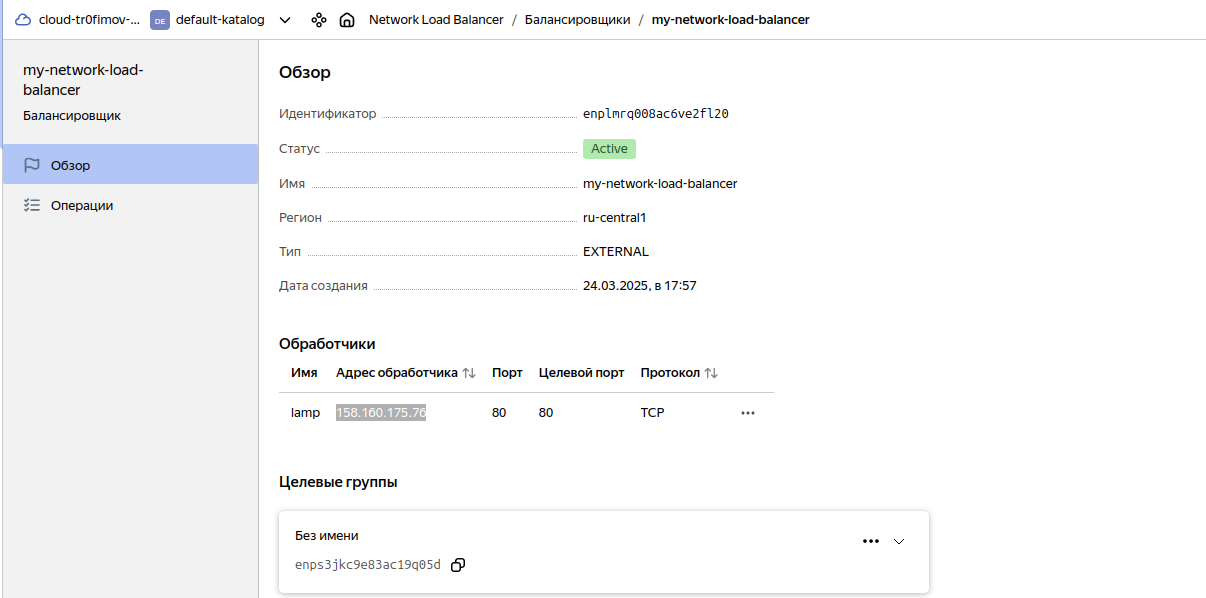 cloud-tr0fimov-... DE default-katalog Network Load Balancer / Балансировщики / my-network-load-balancer
my-network-load-
balancer
Балансировщик
Обзор
Операции
Обзор
Идентификатор enplmrq008ac6ve2fl20
Статус Active
Имя my-network-load-balancer
Регион ru-central1
Тип EXTERNAL
Дата создания 24.03.2025, в 17:57
Обработчики
Имя Адрес обработчика Порт Целевой порт Протокол
lamp 158.160.175.76 80 80 TCP
Целевые группы
Без имени
enps3jkc9e83ac19q05d